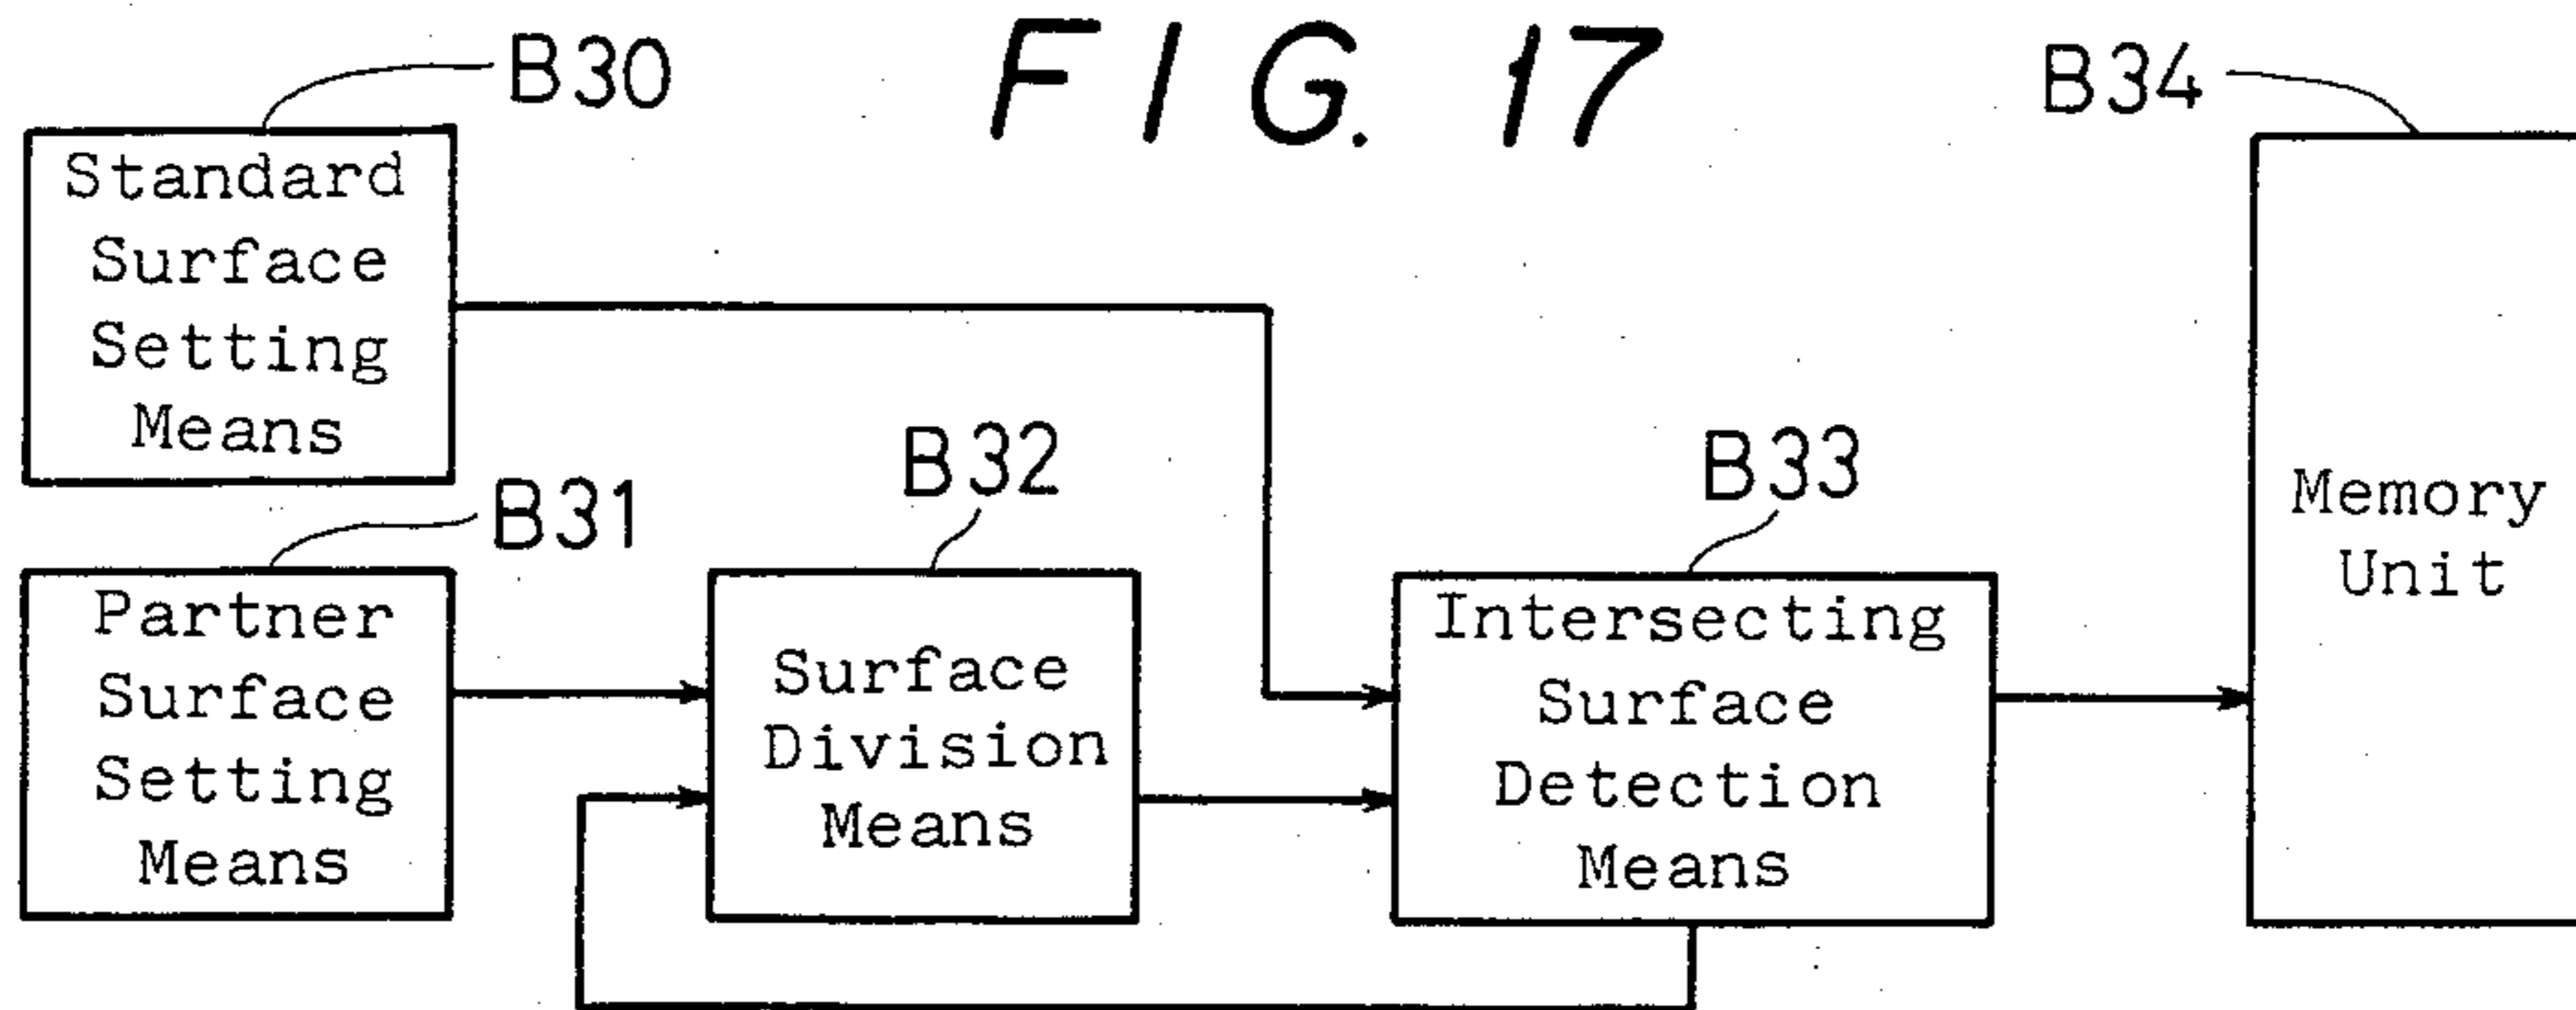 FIG. 17
B30
Standard
Surface
Setting
Means
B34
Memory
Unit
B31
Partner
Surface
Setting
Means
B32
Surface
Division
Means
B33
Intersecting
Surface
Detection
Means